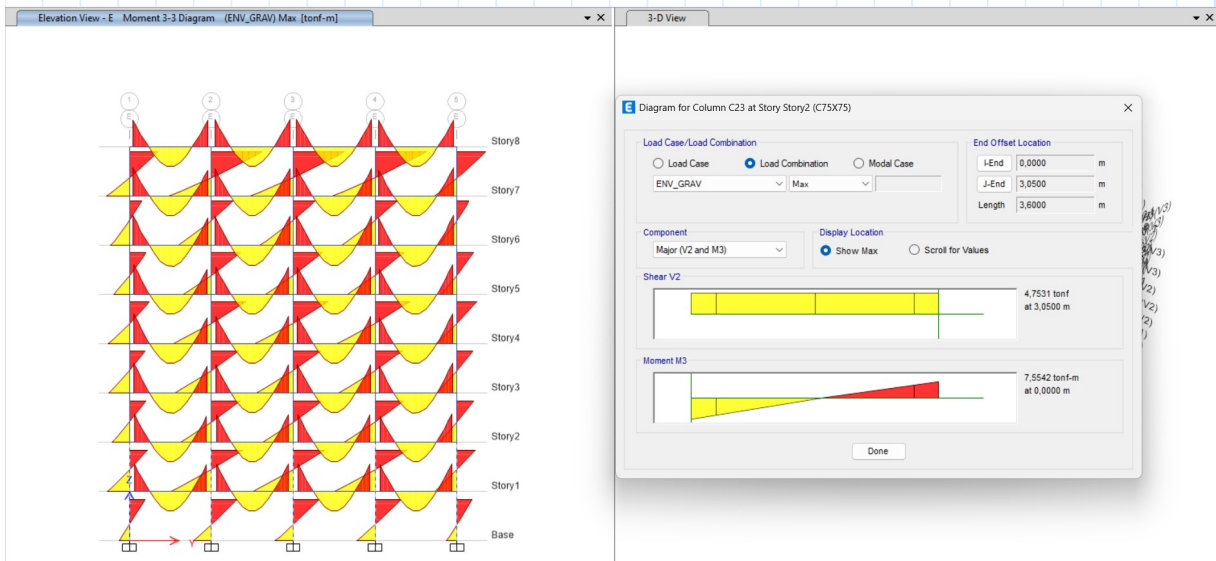 Elevation View - E Moment 3-3 Diagram (ENV_GRAV) Max [tonf-m]
3-D View
1 2 3 4 5
E E E E E
Story8
Story7
Story6
Story5
Story4
Story3
Story2
Story1
Base
Z
Y
E Diagram for Column C23 at Story Story2 (C75X75)
Load Case/Load Combination
Load Case Load Combination Modal Case
ENV_GRAV Max
End Offset Location
I-End 0,0000 m
J-End 3,0500 m
Length 3,6000 m
Component
Major (V2 and M3)
Display Location
Show Max Scroll for Values
Shear V2
4,7531 tonf
at 3,0500 m
Moment M3
7,5542 tonf-m
at 0,0000 m
Done
V3)
V3)
V2)
V2)